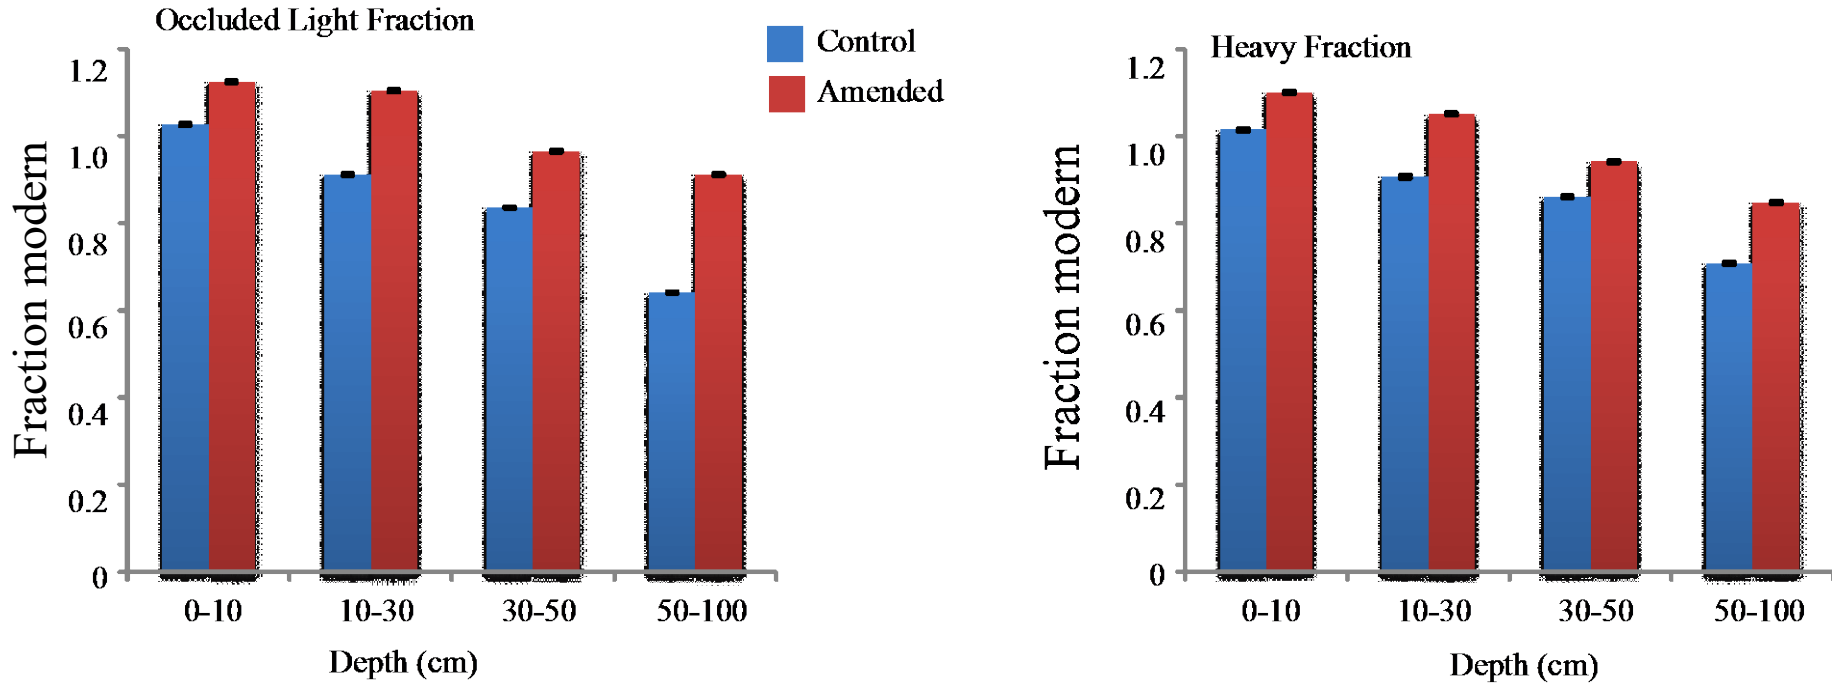 Occluded Light Fraction
Control
Amended
Fraction modern
1.2
1.0
0.8
0.6
0.4
0.2
0
0-10 10-30 30-50 50-100
Depth (cm)
Heavy Fraction
Fraction modern
1.2
1.0
0.8
0.6
0.4
0.2
0
0-10 10-30 30-50 50-100
Depth (cm)